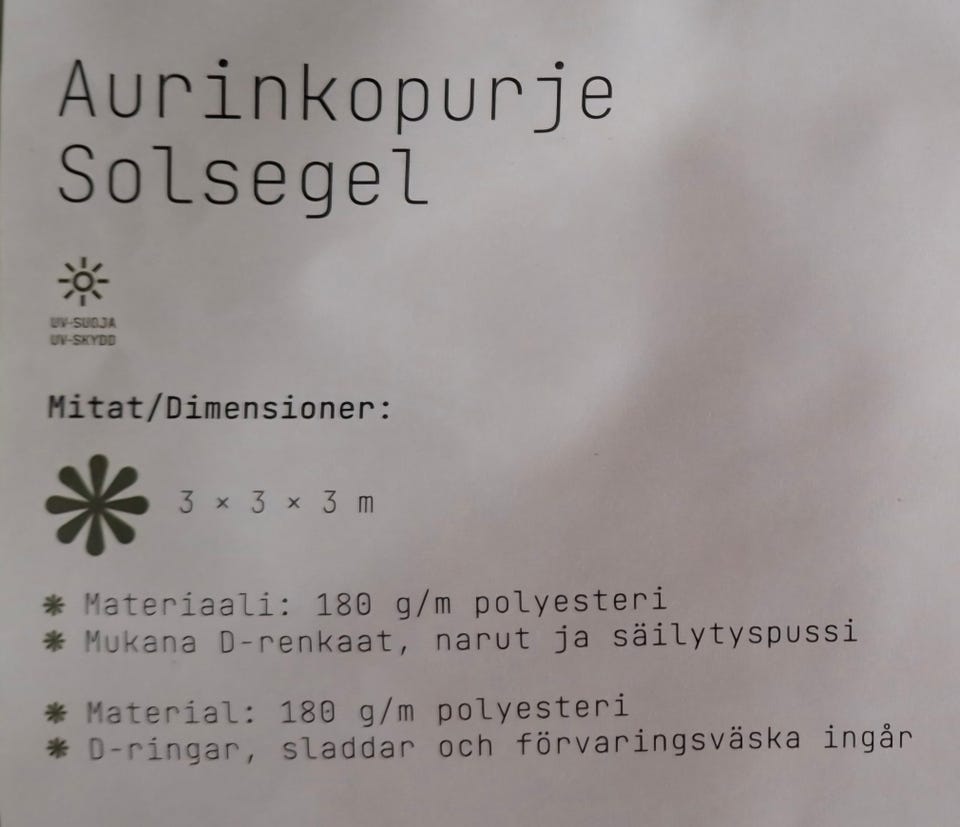 Aurinkopurje
Solsegel
UV-SUOJA
UV-SKYDD
Mitat/Dimensioner:
3 × 3 × 3 m
Materiaali: 180 g/m polyesteri
Mukana D-renkaat, narut ja säilytyspussi
Material: 180 g/m polyesteri
D-ringar, sladdar och förvaringsväska ingår